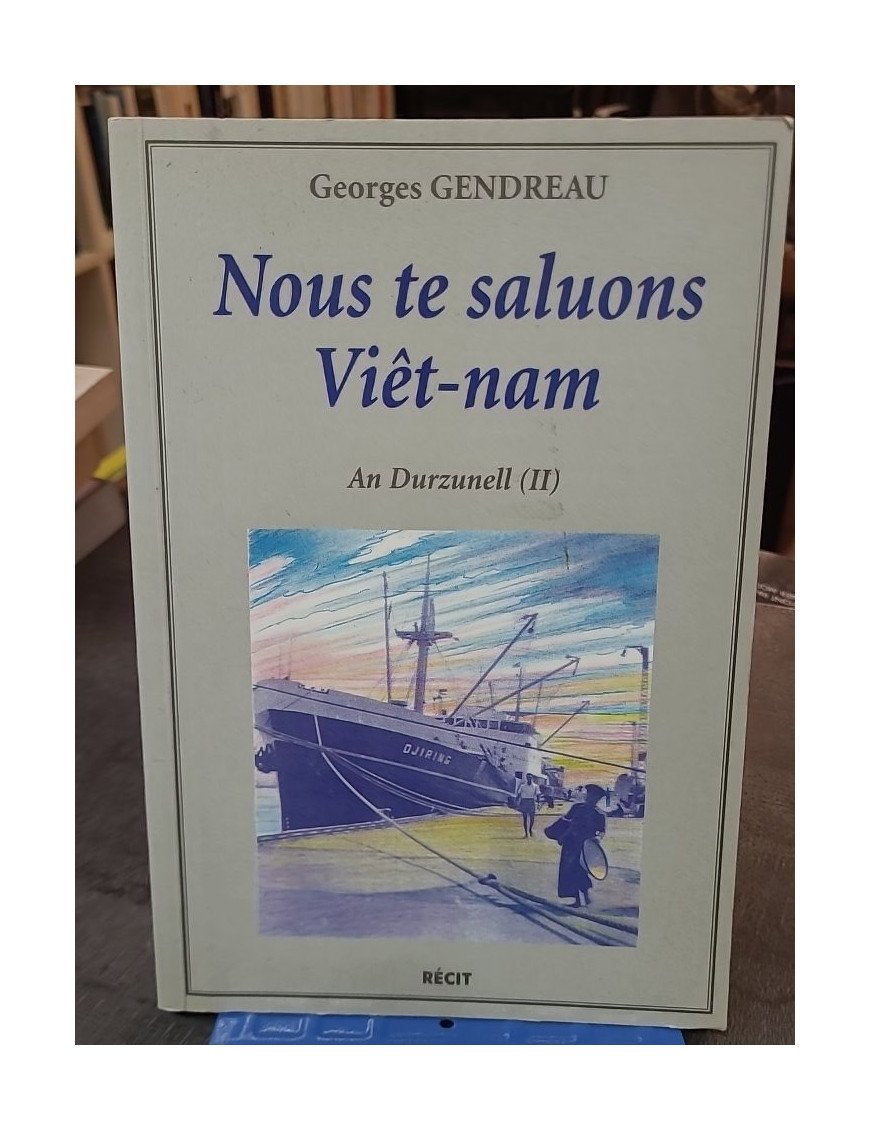 Georges GENDREAU
Nous te saluons
Viêt-nam
An Durzunell (II)
DJIRING
RÉCIT